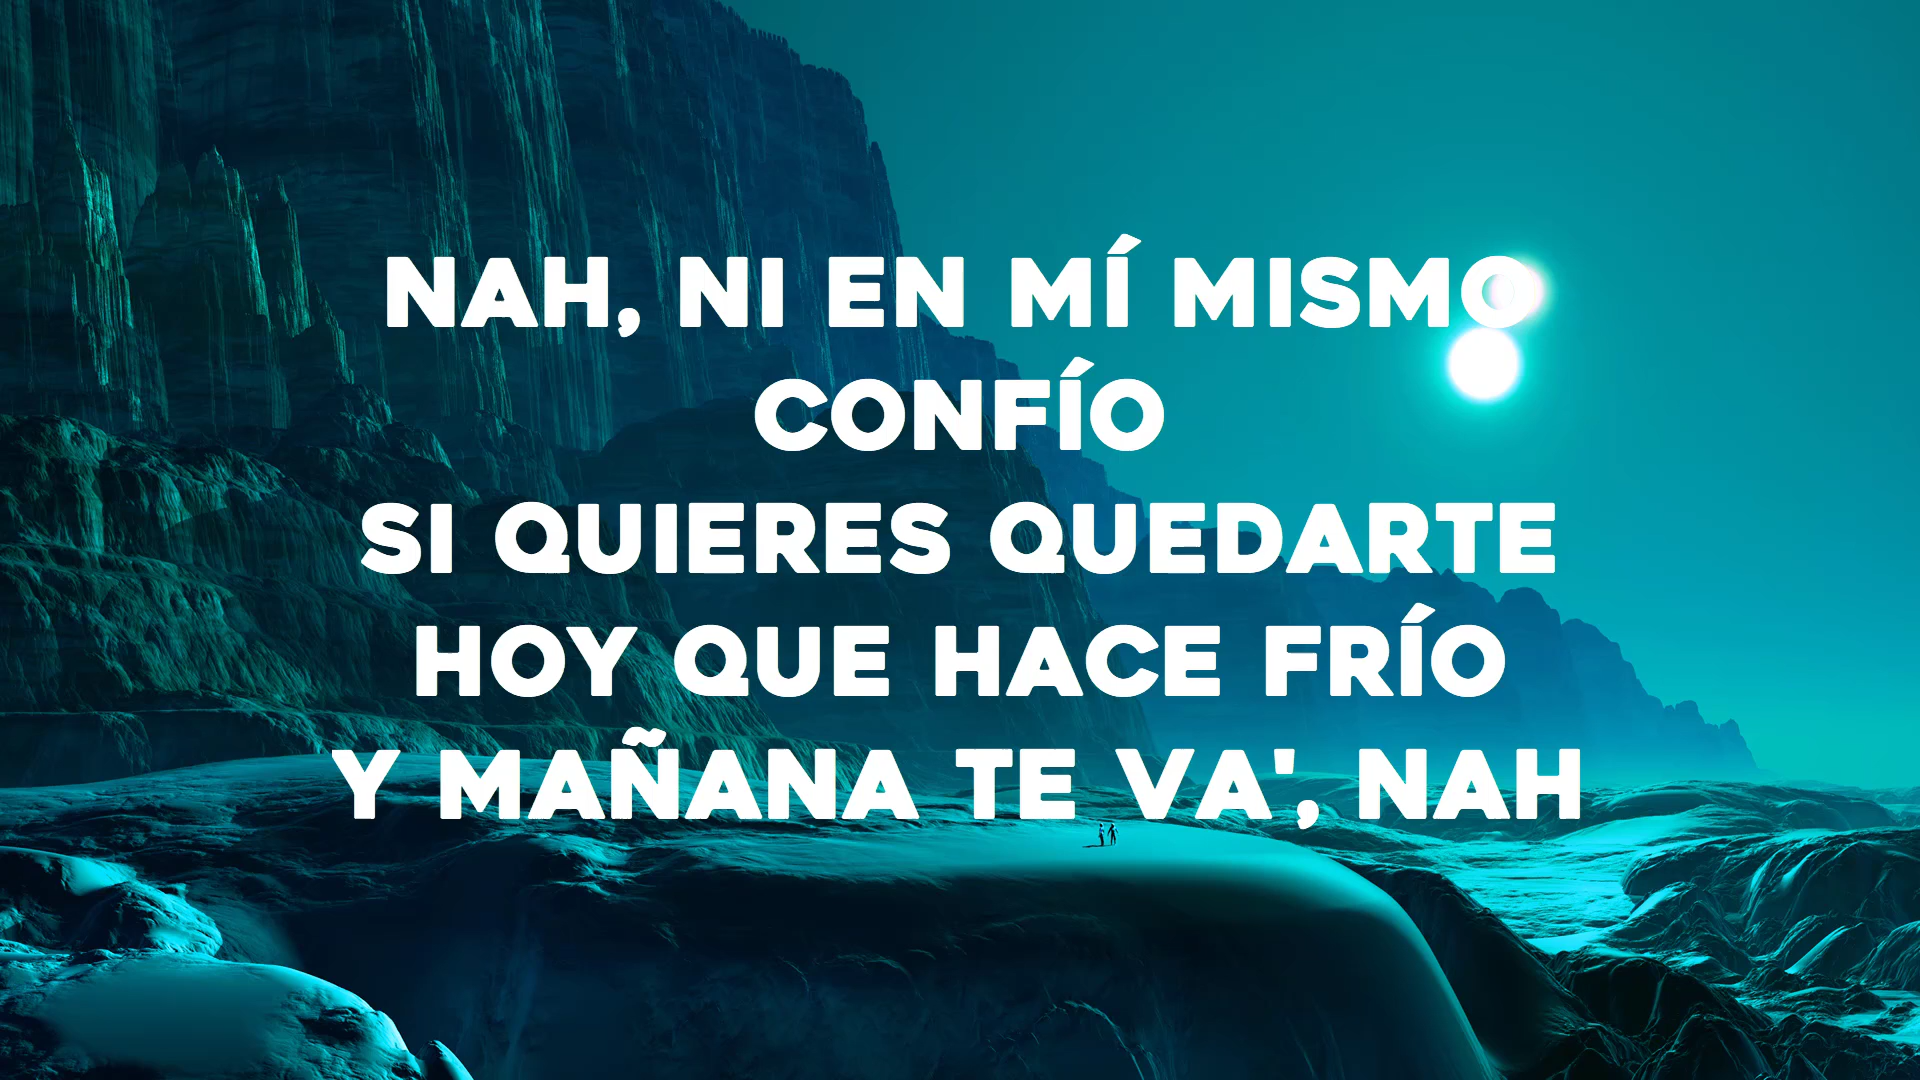 NAH, NI EN MÍ MISMO
CONFÍO
SI QUIERES QUEDARTE
HOY QUE HACE FRÍO
Y MAÑANA TE VA', NAH